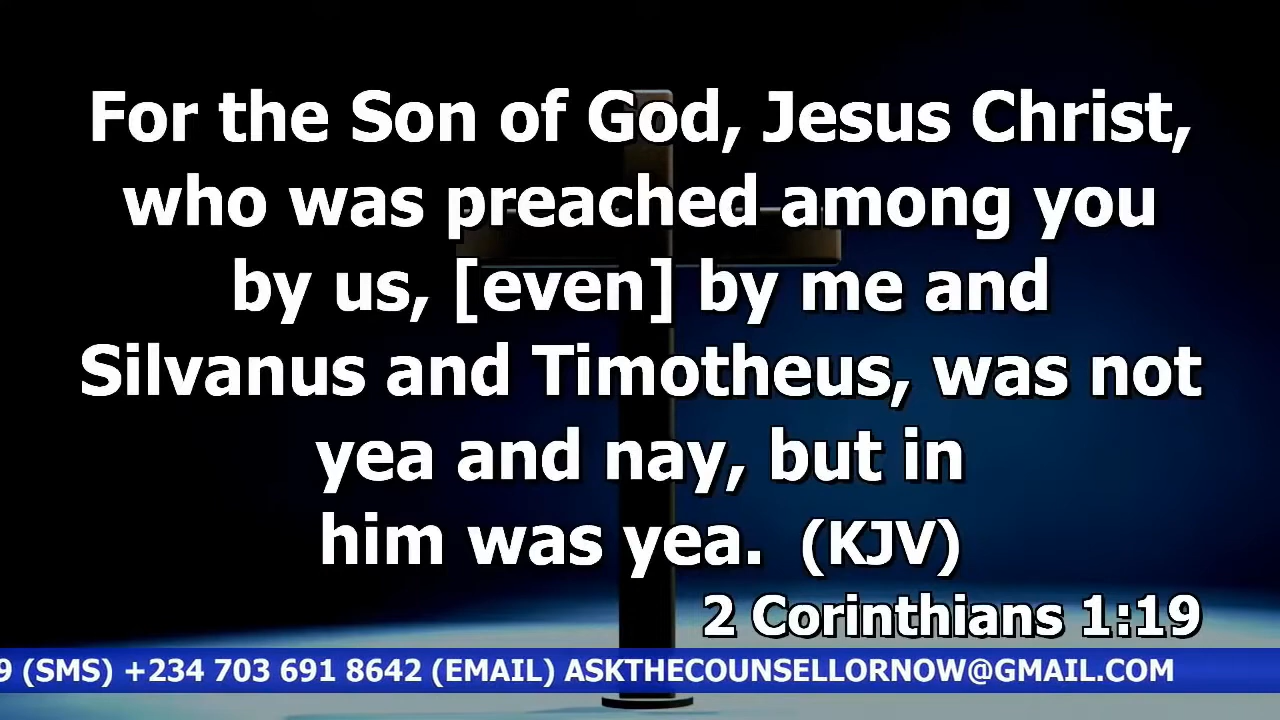 For the Son of God, Jesus Christ,
who was preached among you
by us, [even] by me and
Silvanus and Timotheus, was not
yea and nay, but in
him was yea. (KJV)
2 Corinthians 1:19
9 (SMS) +234 703 691 8642 (EMAIL) ASKTHECOUNSELLORNOW@GMAIL.COM